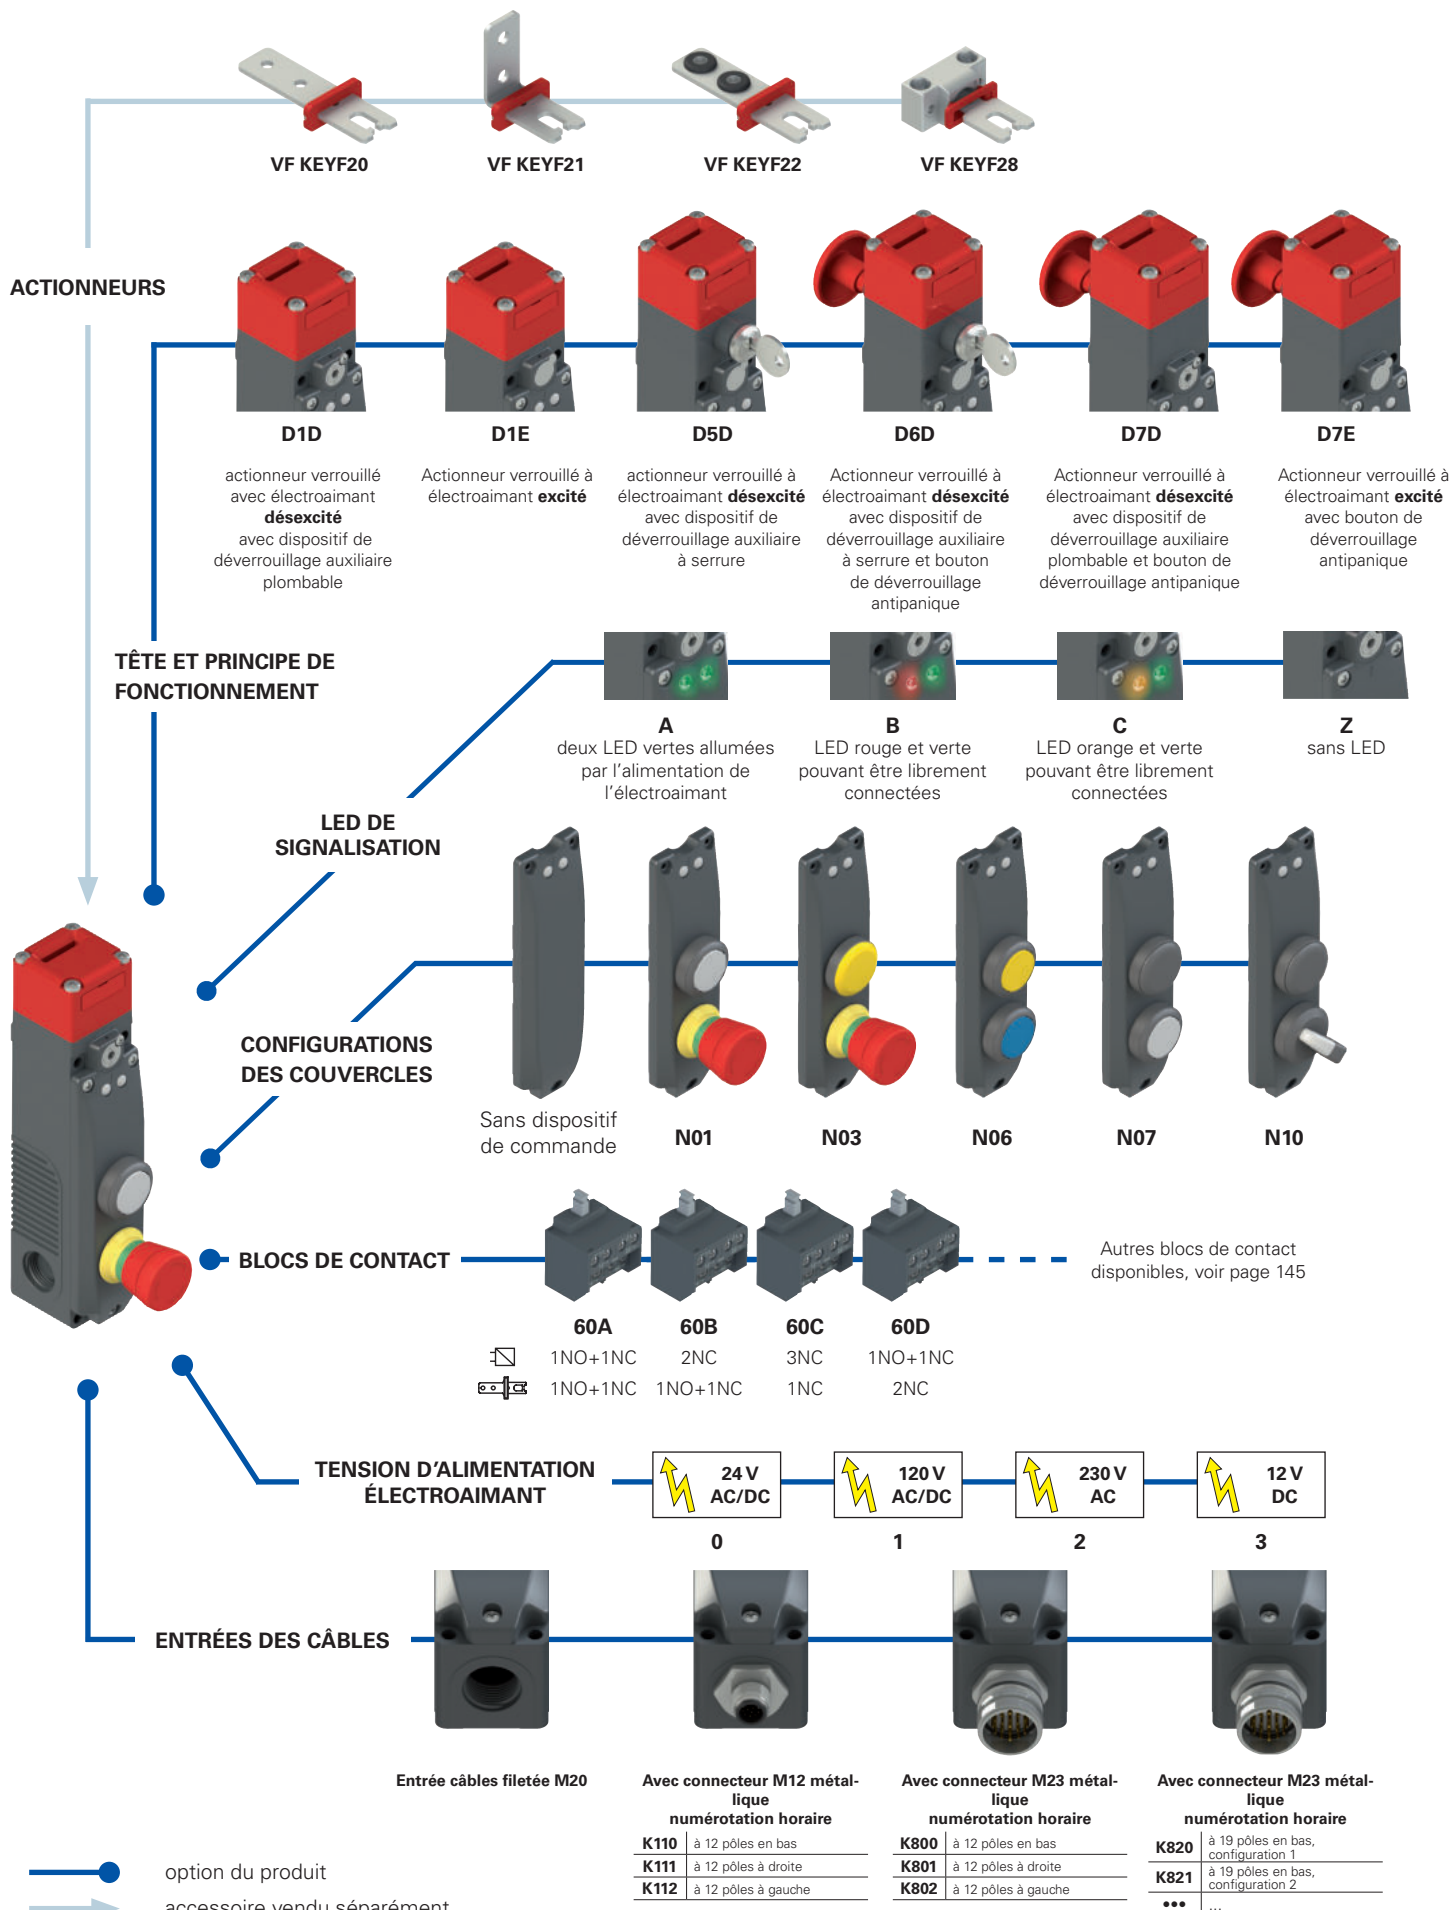 VF KEYF20
VF KEYF21
VF KEYF22
VF KEYF28
ACTIONNEURS
D1D
actionneur verrouillé
avec électroaimant
désexcité
avec dispositif de
déverrouillage auxiliaire
plombable
D1E
Actionneur verrouillé à
électroaimant excité
D5D
actionneur verrouillé à
électroaimant désexcité
avec dispositif de
déverrouillage auxiliaire
à serrure
D6D
Actionneur verrouillé à
électroaimant désexcité
avec dispositif de
déverrouillage auxiliaire
à serrure et bouton
de déverrouillage
antipanique
D7D
Actionneur verrouillé à
électroaimant désexcité
avec dispositif de
déverrouillage auxiliaire
plombable et bouton de
déverrouillage antipanique
D7E
Actionneur verrouillé à
électroaimant excité
avec bouton de
déverrouillage
antipanique
TÊTE ET PRINCIPE DE
FONCTIONNEMENT
A
deux LED vertes allumées
par l'alimentation de
l'électroaimant
B
LED rouge et verte
pouvant être librement
connectées
C
LED orange et verte
pouvant être librement
connectées
Z
sans LED
LED DE
SIGNALISATION
CONFIGURATIONS
DES COUVERCLES
Sans dispositif
de commande
N01
N03
N06
N07
N10
BLOCS DE CONTACT
Autres blocs de contact
disponibles, voir page 145
60A
60B
60C
60D
1NO+1NC
2NC
3NC
1NO+1NC
1NO+1NC
1NO+1NC
1NC
2NC
TENSION D'ALIMENTATION
ÉLECTROAIMANT
24 V
AC/DC
120 V
AC/DC
230 V
AC
12 V
DC
0
1
2
3
ENTRÉES DES CÂBLES
Entrée câbles filetée M20
Avec connecteur M12 métal-
lique
numérotation horaire
K110 à 12 pôles en bas
K111 à 12 pôles à droite
K112 à 12 pôles à gauche
Avec connecteur M23 métal-
lique
numérotation horaire
K800 à 12 pôles en bas
K801 à 12 pôles à droite
K802 à 12 pôles à gauche
Avec connecteur M23 métal-
lique
numérotation horaire
K820 à 19 pôles en bas,
configuration 1
K821 à 19 pôles en bas,
configuration 2
••• ...
option du produit
accessoire vendu séparément